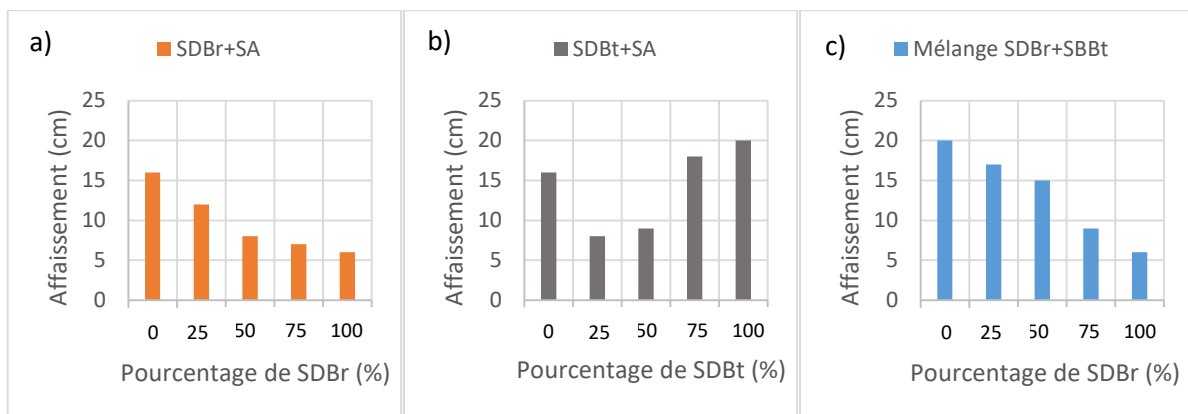 a)
SDBr+SA
Affaissement (cm)
25
20
15
10
5
0
0 25 50 75 100
Pourcentage de SDBr (%)
b)
SDBt+SA
Affaissement (cm)
25
20
15
10
5
0
0 25 50 75 100
Pourcentage de SDBt (%)
c)
Mélange SDBr+SBBt
Affaissement (cm)
25
20
15
10
5
0
0 25 50 75 100
Pourcentage de SDBr (%)